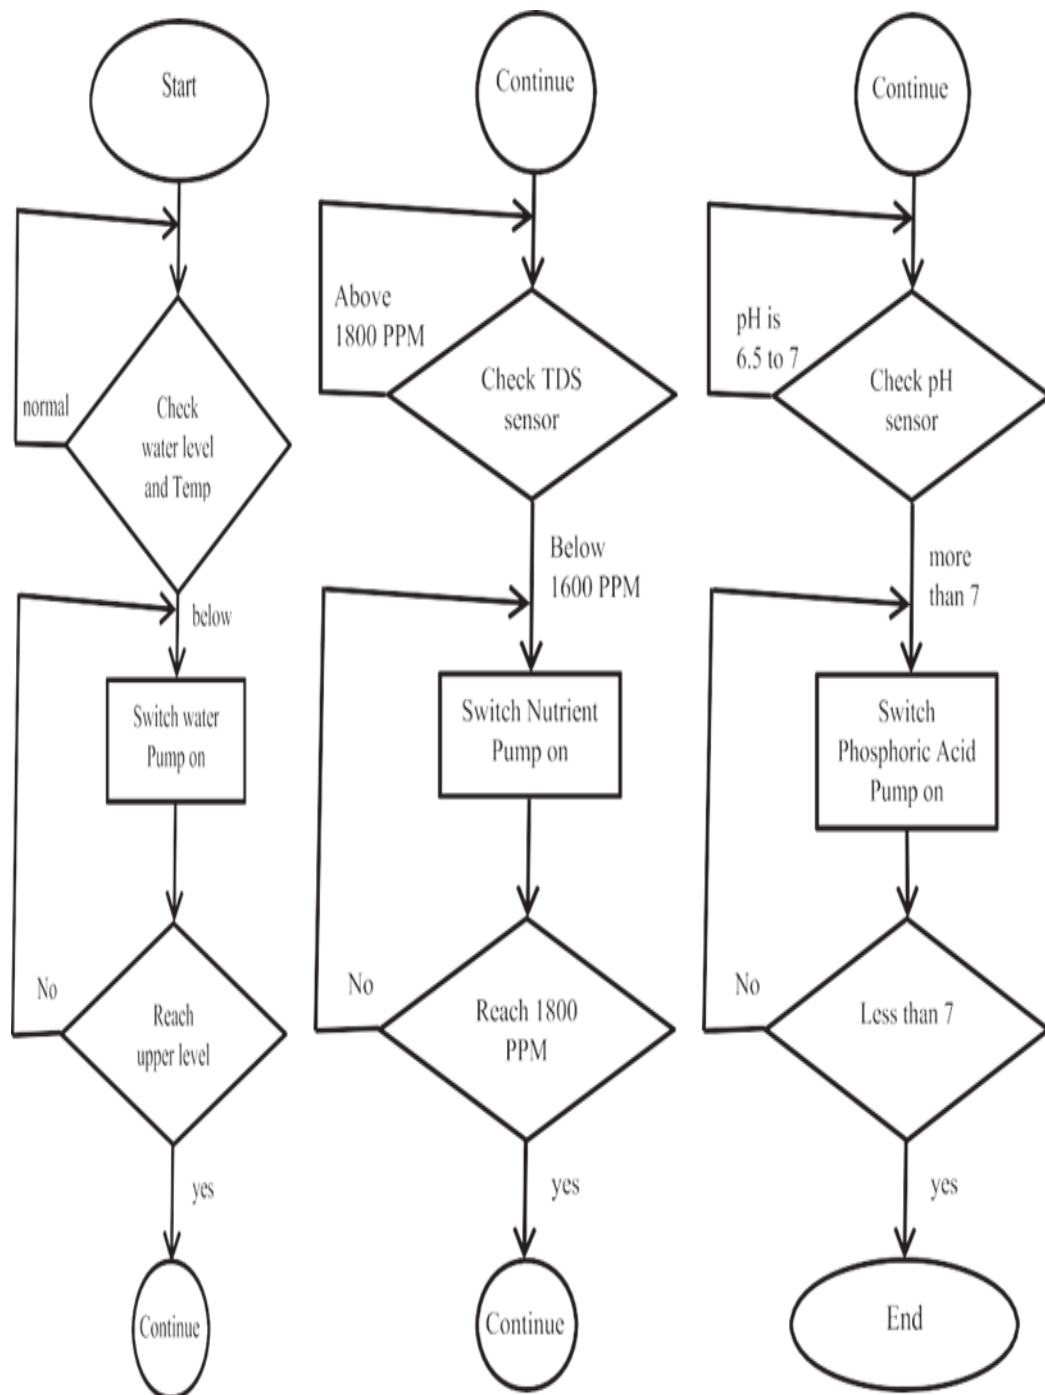 Start
normal
Check
water level
and Temp
below
Switch water
Pump on
No
Reach
upper level
yes
Continue
Continue
Above
1800 PPM
Check TDS
sensor
Below
1600 PPM
Switch Nutrient
Pump on
No
Reach 1800
PPM
yes
Continue
Continue
pH is
6.5 to 7
Check pH
sensor
more
than 7
Switch
Phosphoric Acid
Pump on
No
Less than 7
yes
End